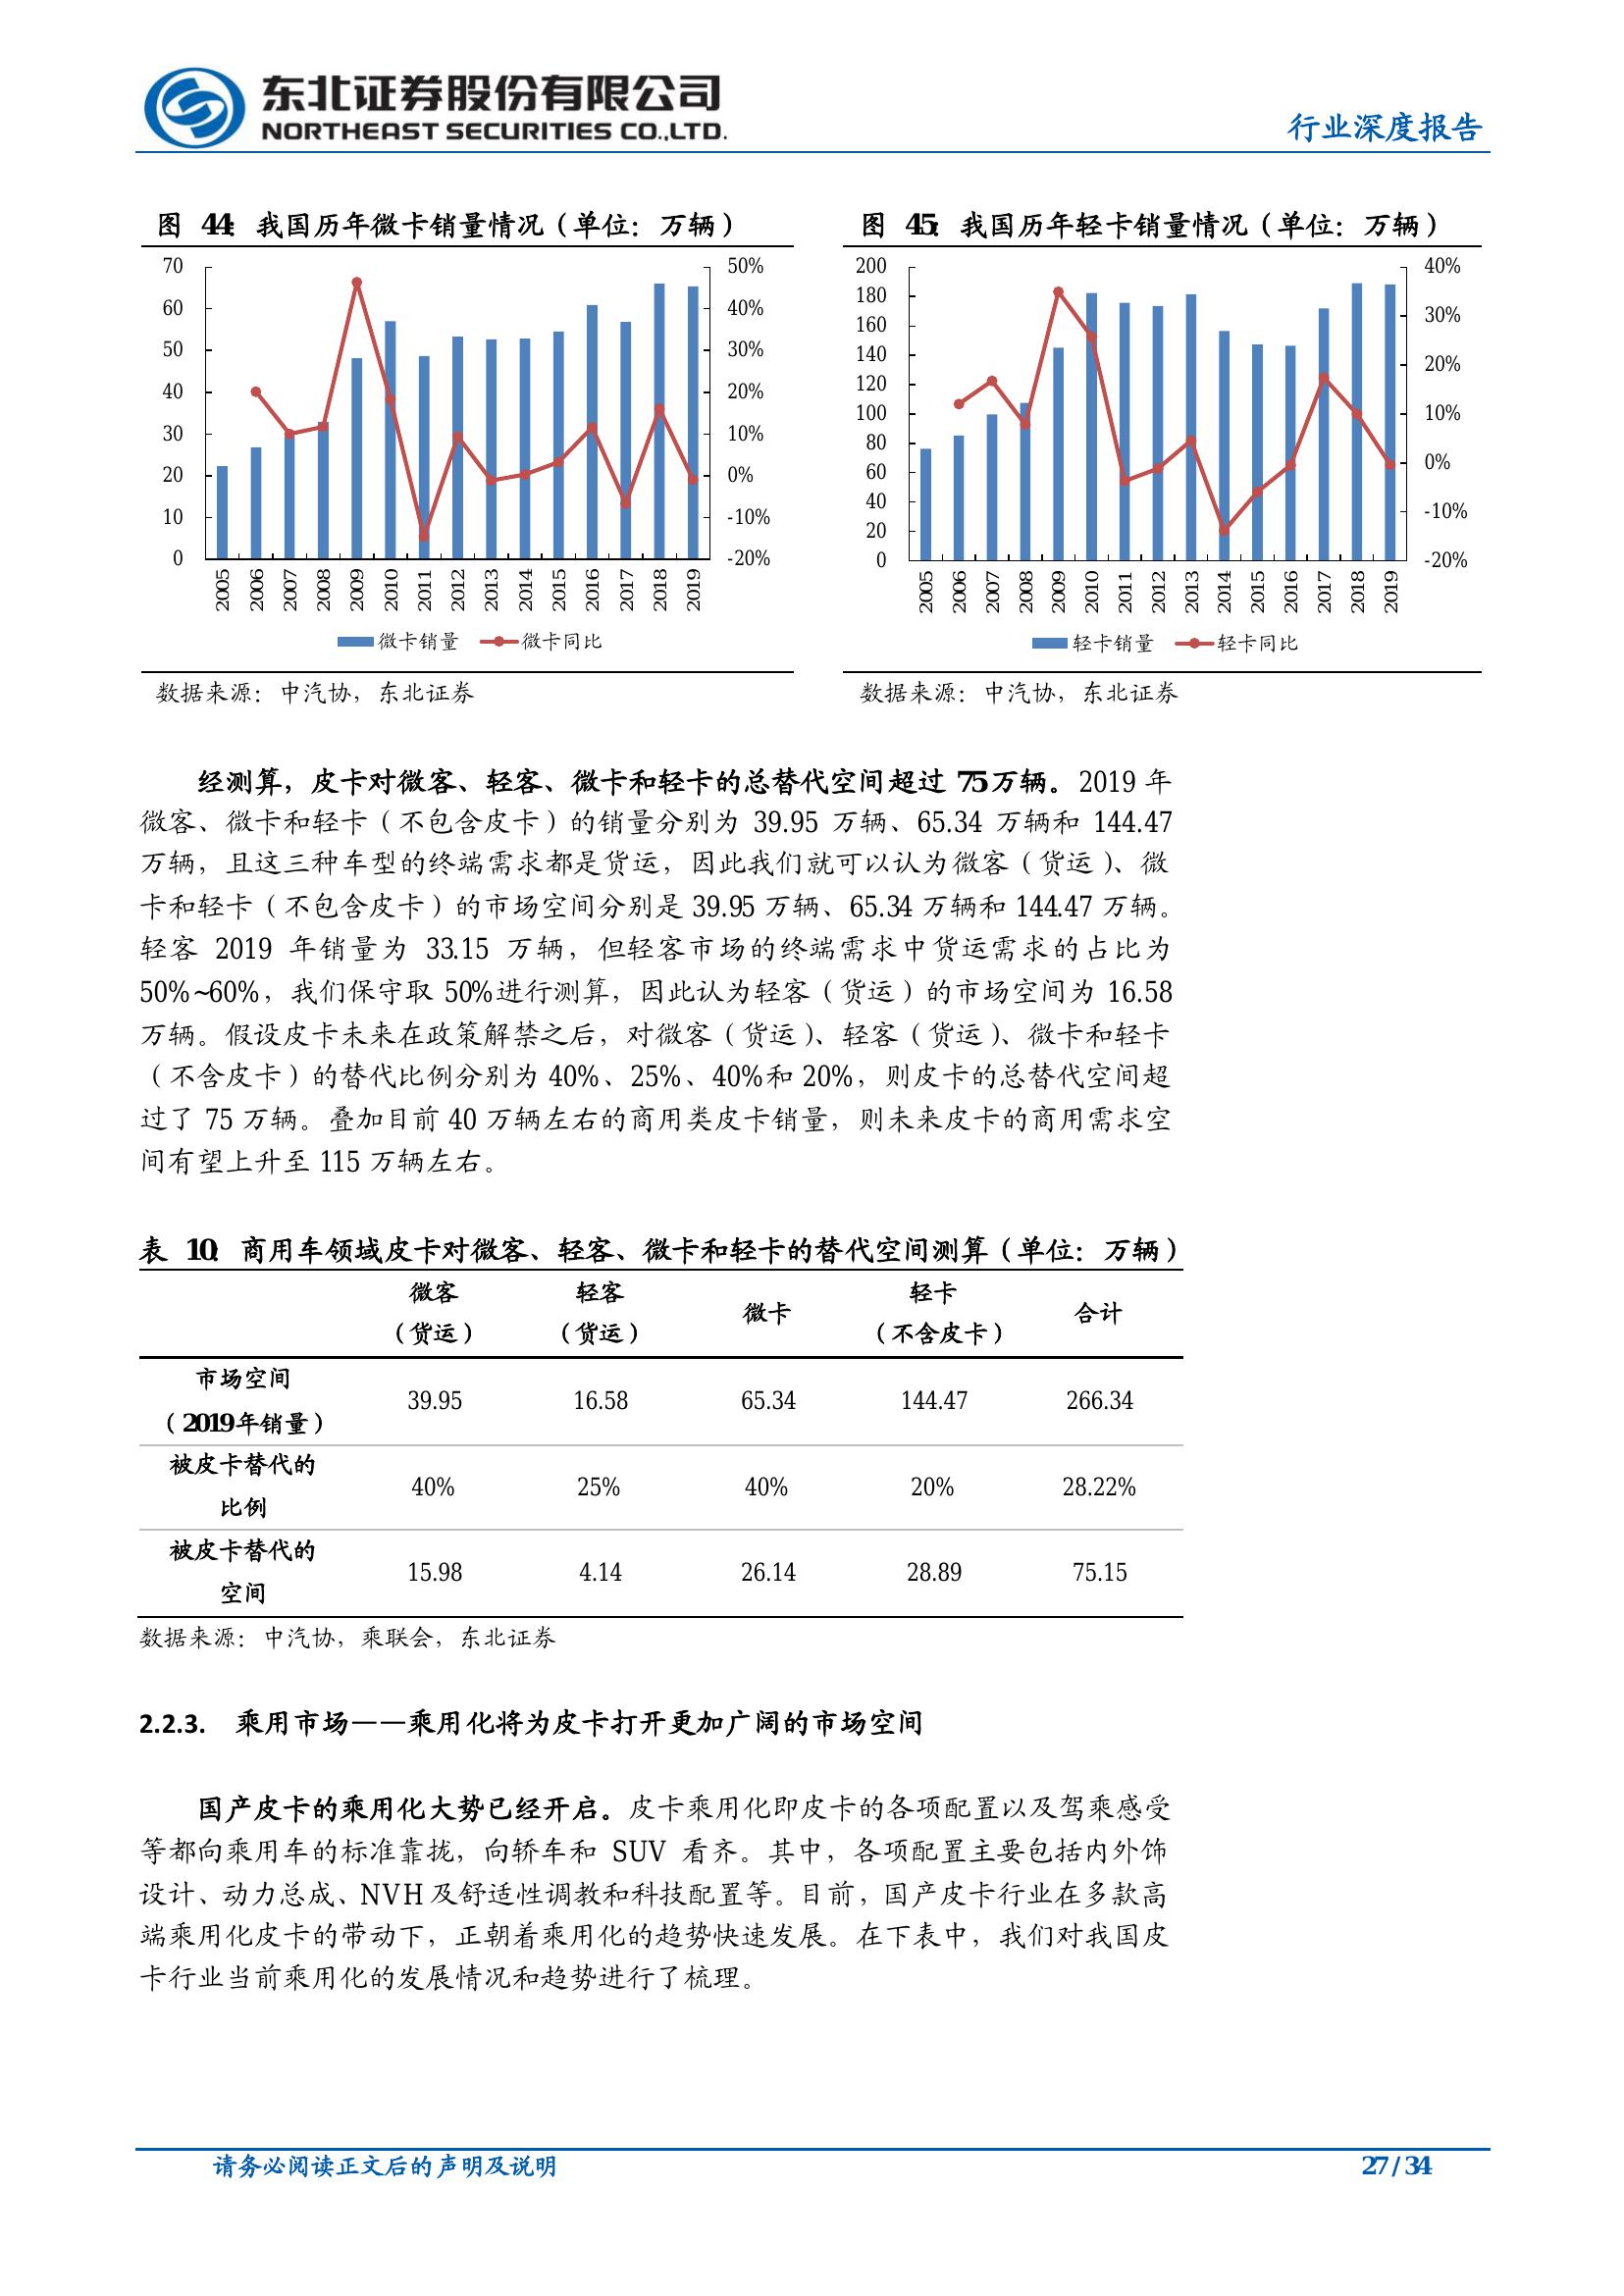 东北证券股份有限公司
NORTHEAST SECURITIES CO.,LTD.
行业深度报告
图 44：我国历年微卡销量情况（单位：万辆）
70
60
50
40
30
20
10
0
50%
40%
30%
20%
10%
0%
-10%
-20%
2005 2006 2007 2008 2009 2010 2011 2012 2013 2014 2015 2016 2017 2018 2019
微卡销量 微卡同比
数据来源：中汽协，东北证券
图 45：我国历年轻卡销量情况（单位：万辆）
200
180
160
140
120
100
80
60
40
20
0
40%
30%
20%
10%
0%
-10%
-20%
2005 2006 2007 2008 2009 2010 2011 2012 2013 2014 2015 2016 2017 2018 2019
轻卡销量 轻卡同比
数据来源：中汽协，东北证券
经测算，皮卡对微客、轻客、微卡和轻卡的总替代空间超过 75 万辆。2019 年
微客、微卡和轻卡（不包含皮卡）的销量分别为 39.95 万辆、65.34 万辆和 144.47
万辆，且这三种车型的终端需求都是货运，因此我们就可以认为微客（货运）、微
卡和轻卡（不包含皮卡）的市场空间分别是 39.95 万辆、65.34 万辆和 144.47 万辆。
轻客 2019 年销量为 33.15 万辆，但轻客市场的终端需求中货运需求的占比为
50%~60%，我们保守取 50%进行测算，因此认为轻客（货运）的市场空间为 16.58
万辆。假设皮卡未来在政策解禁之后，对微客（货运）、轻客（货运）、微卡和轻卡
（不含皮卡）的替代比例分别为 40%、25%、40%和 20%，则皮卡的总替代空间超
过了 75 万辆。叠加目前 40 万辆左右的商用类皮卡销量，则未来皮卡的商用需求空
间有望上升至 115 万辆左右。
表 10：商用车领域皮卡对微客、轻客、微卡和轻卡的替代空间测算（单位：万辆）
微客（货运） 轻客（货运） 微卡 轻卡（不含皮卡） 合计
市场空间（2019年销量） 39.95 16.58 65.34 144.47 266.34
被皮卡替代的比例 40% 25% 40% 20% 28.22%
被皮卡替代的空间 15.98 4.14 26.14 28.89 75.15
数据来源：中汽协，乘联会，东北证券
2.2.3. 乘用市场——乘用化将为皮卡打开更加广阔的市场空间
国产皮卡的乘用化大势已经开启。皮卡乘用化即皮卡的各项配置以及驾乘感受
等都向乘用车的标准靠拢，向轿车和 SUV 看齐。其中，各项配置主要包括内外饰
设计、动力总成、NVH 及舒适性调教和科技配置等。目前，国产皮卡行业在多款高
端乘用化皮卡的带动下，正朝着乘用化的趋势快速发展。在下表中，我们对我国皮
卡行业当前乘用化的发展情况和趋势进行了梳理。
请务必阅读正文后的声明及说明
27 / 34